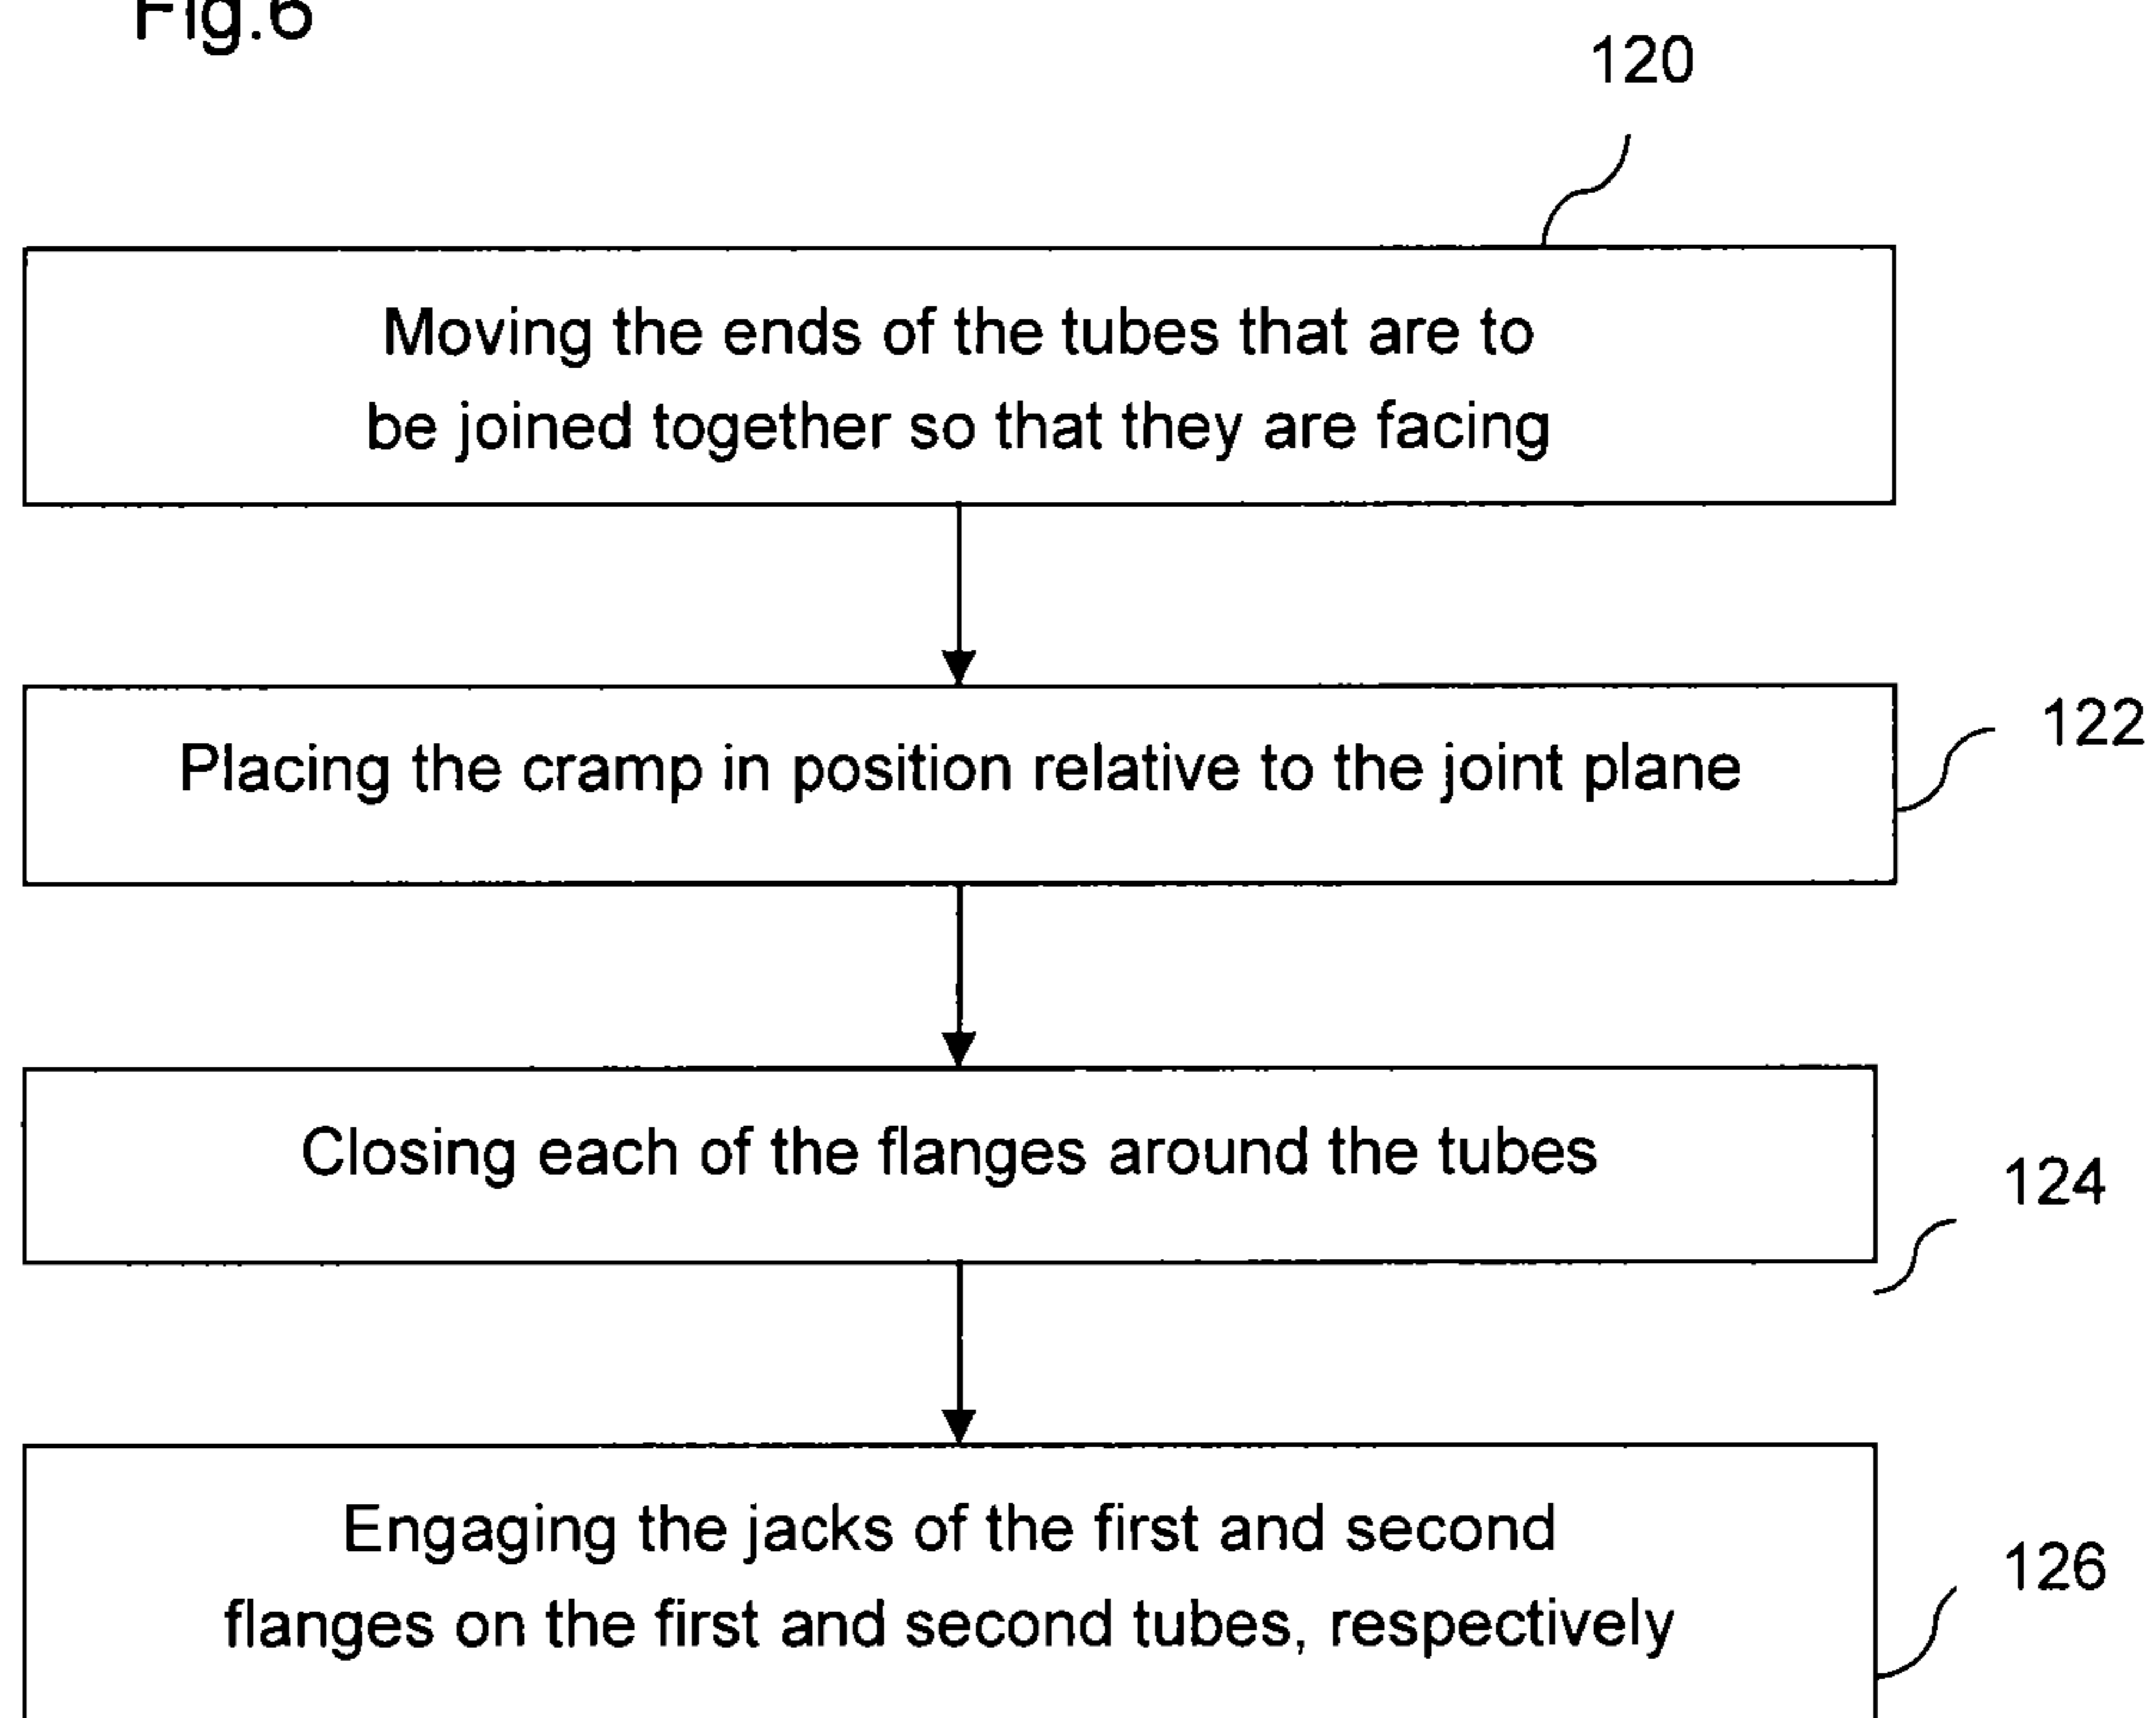 Fig.6
120
Moving the ends of the tubes that are to
be joined together so that they are facing
122
Placing the cramp in position relative to the joint plane
Closing each of the flanges around the tubes
124
Engaging the jacks of the first and second
126
flanges on the first and second tubes, respectively